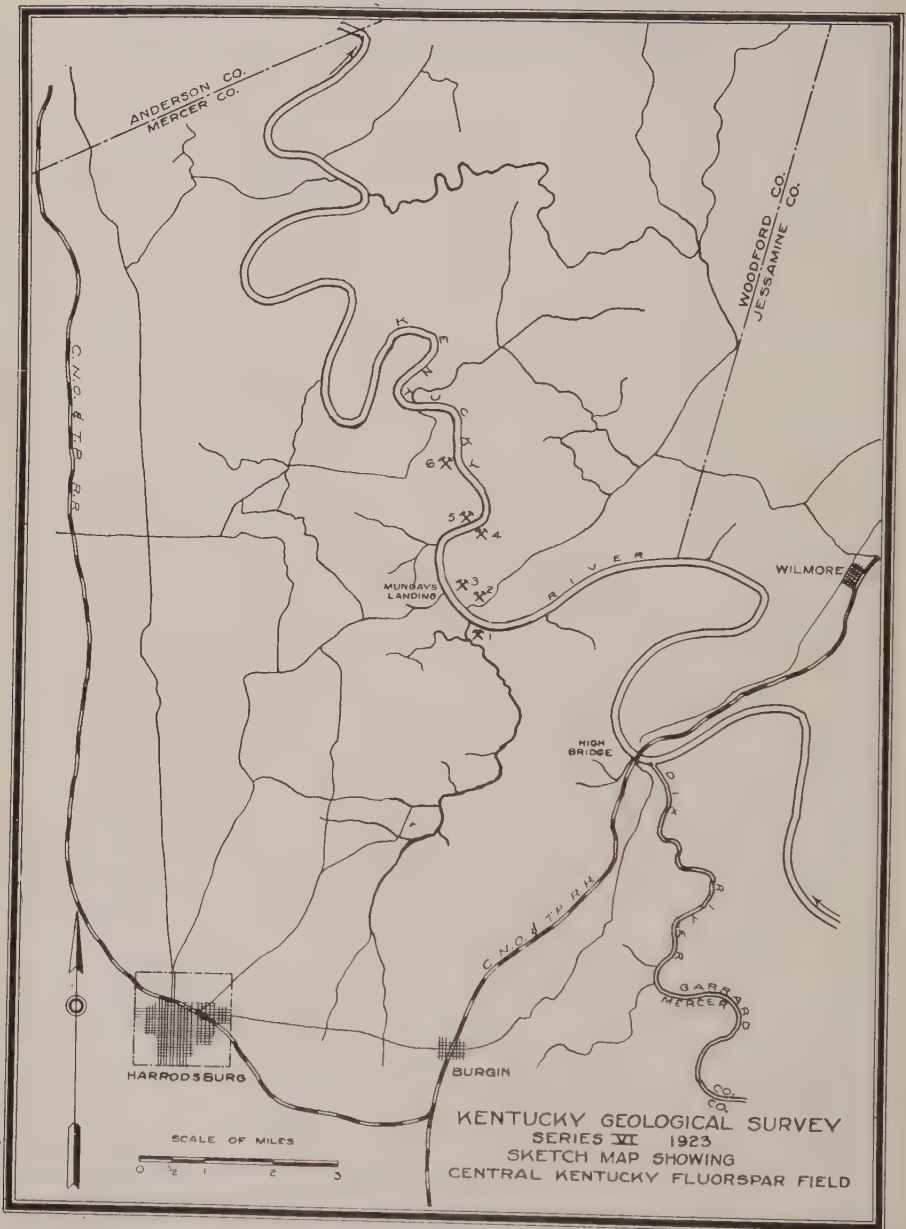 ANDERSON CO.
MERCER CO.
WOODFORD CO.
JESSAMINE CO.
C. N. O. & T. P. R. R.
KENTUCKY
6
5
4
MUNDAYS
LANDING
3
2
1
RIVER
WILMORE
HIGH
BRIDGE
DIX RIVER
C. N. O. & T. P. R. R.
GARRARD CO.
MERCER CO.
HARRODSBURG
BURGIN
SCALE OF MILES
0 ½ 1 2 3
KENTUCKY GEOLOGICAL SURVEY
SERIES VI 1923
SKETCH MAP SHOWING
CENTRAL KENTUCKY FLUORSPAR FIELD